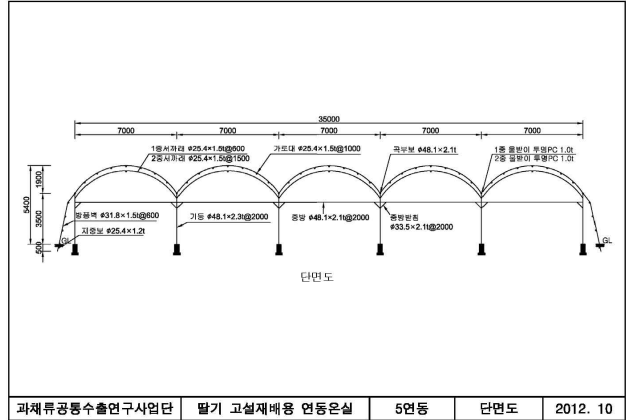 35000
7000 7000 7000 7000 7000
1중서까래 ø25.4×1.5t@600
2중서까래 ø25.4×1.5t@1500
가로대 ø25.4×1.5t@1000
곡부보 ø48.1×2.1t
1중 물받이 투명PC 1.0t
2중 물받이 투명PC 1.0t
5400
1900
3500
500
방풍벽 ø31.8×1.5t@600
지중보 ø25.4×1.2t
기둥 ø48.1×2.3t@2000
중방 ø48.1×2.1t@2000
중방받침
ø33.5×2.1t@2000
GL
GL
단면도
과채류공통수출연구사업단 딸기 고설재배용 연동온실 5연동 단면도 2012. 10